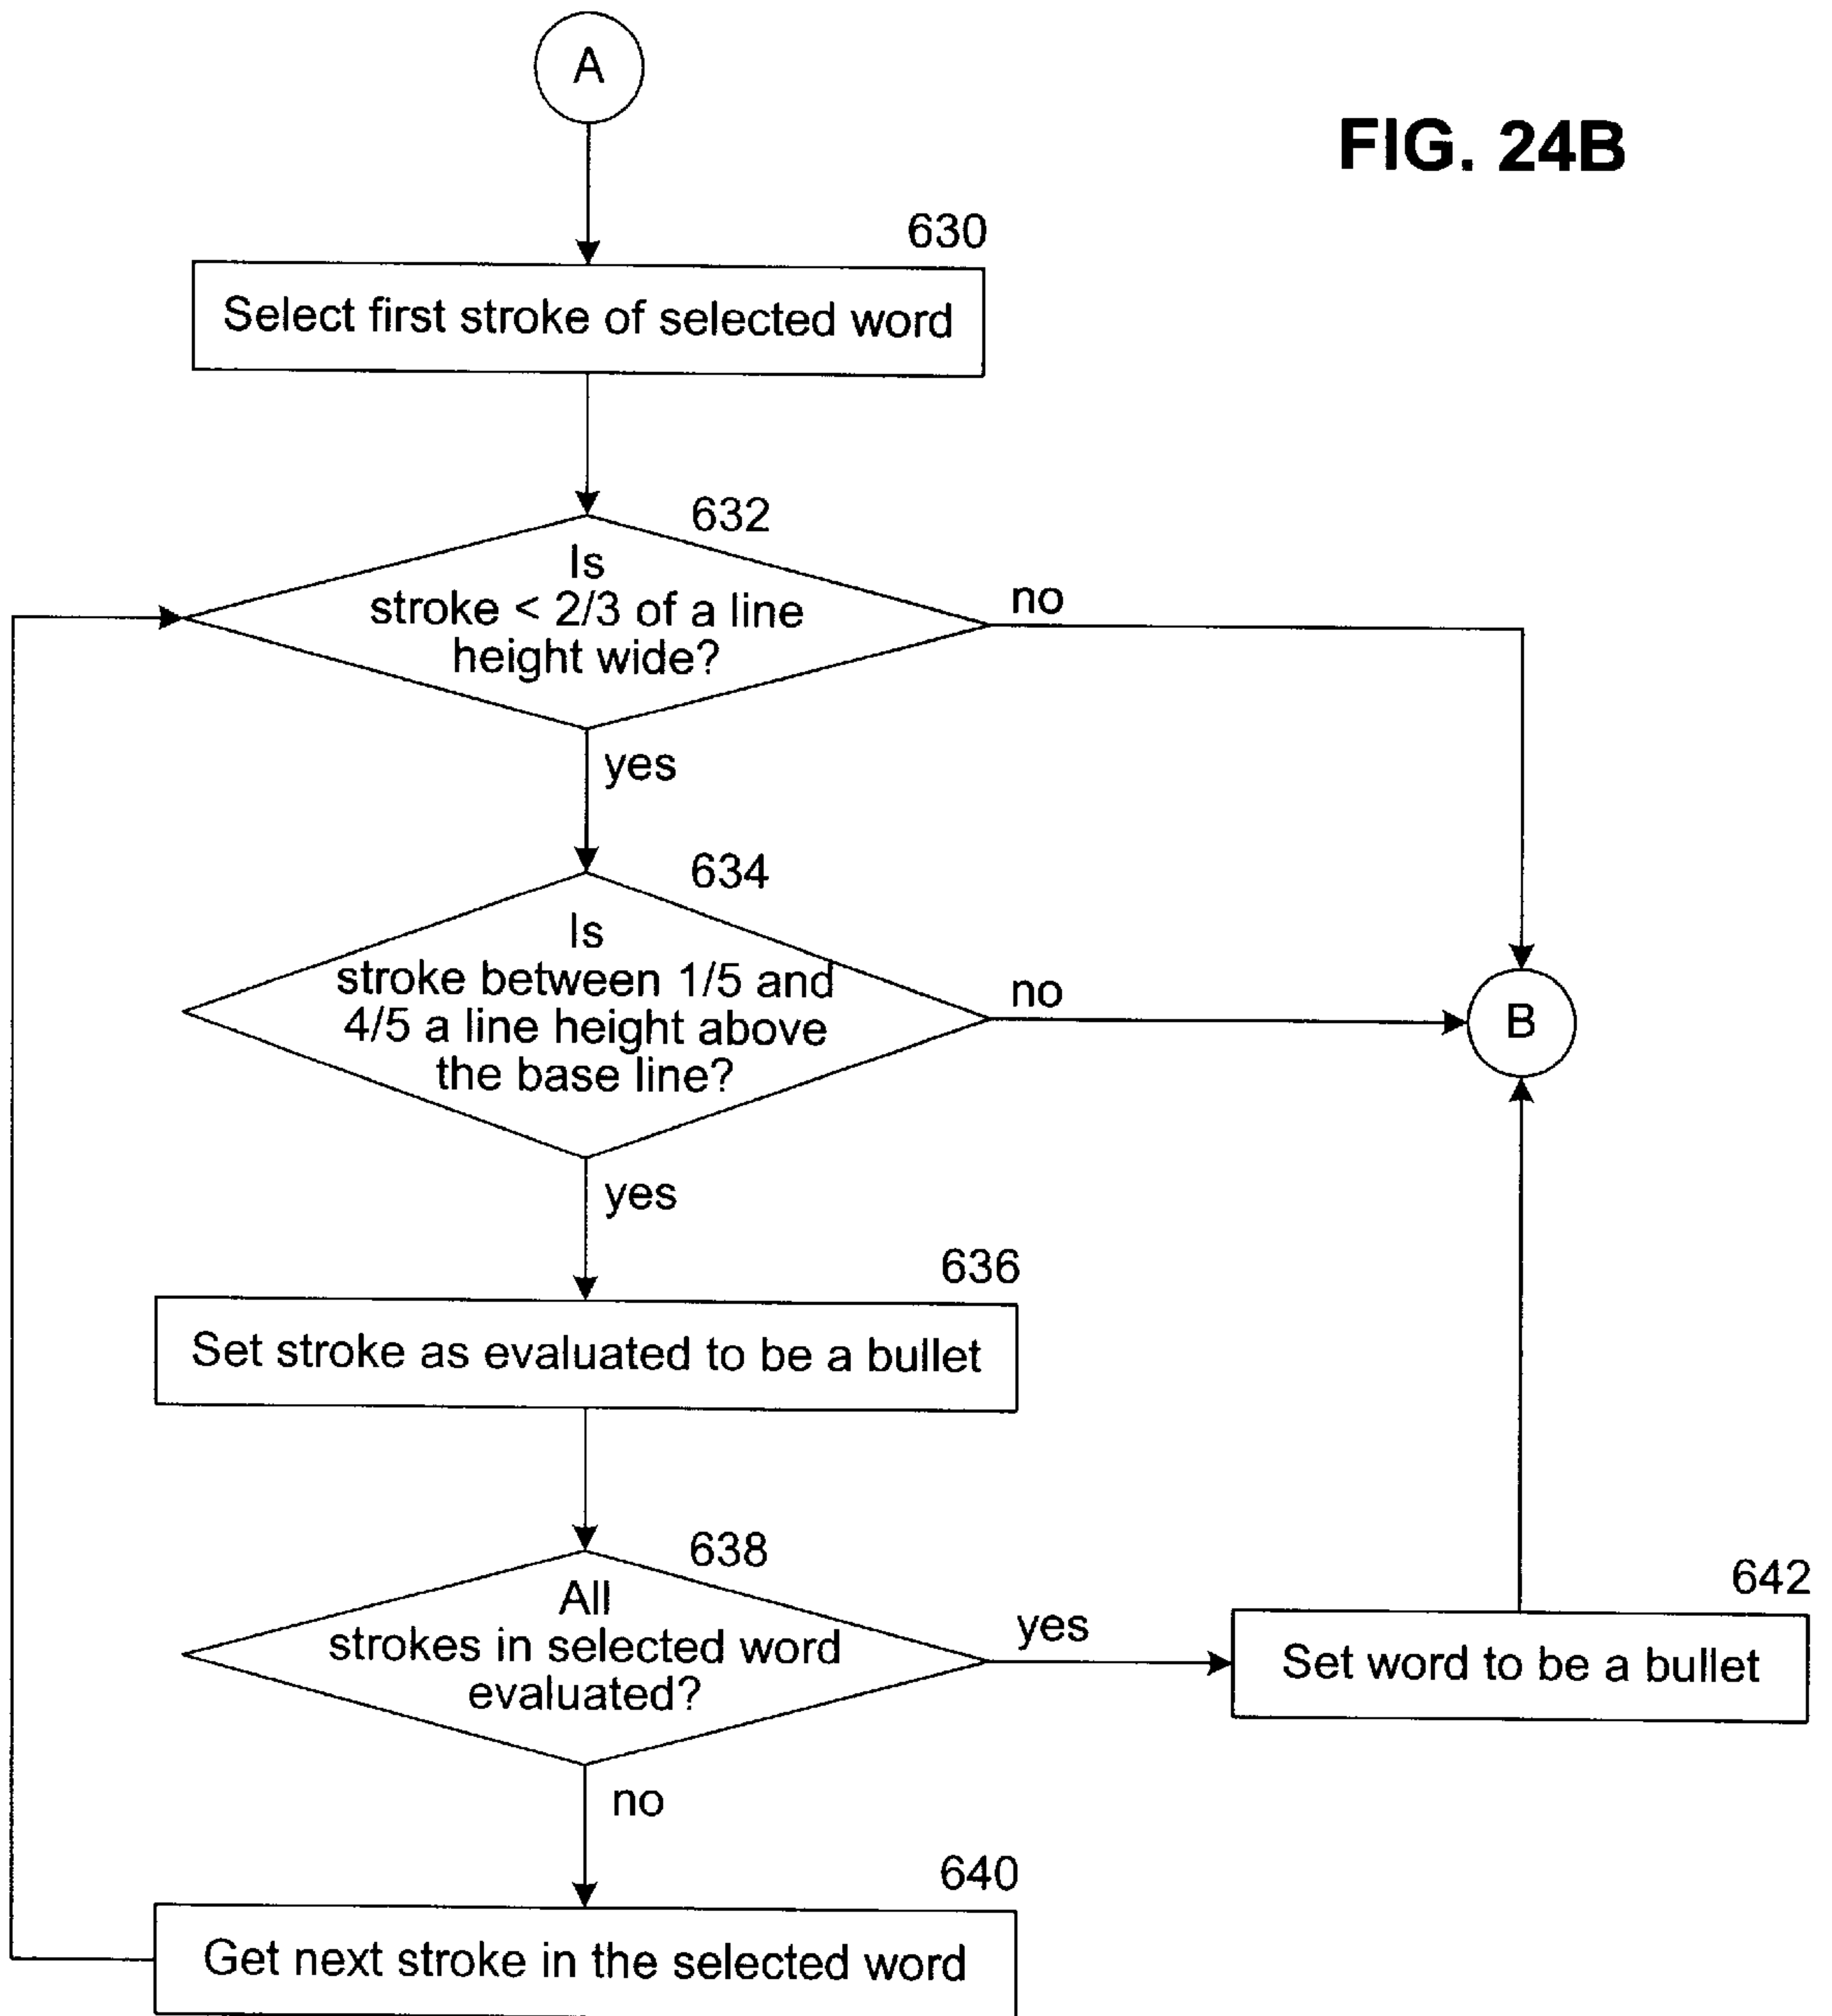 A
FIG. 24B
630
Select first stroke of selected word
632
Is
stroke < 2/3 of a line
height wide?
no
yes
634
Is
stroke between 1/5 and
4/5 a line height above
the base line?
no
B
yes
636
Set stroke as evaluated to be a bullet
638
All
strokes in selected word
evaluated?
yes
642
Set word to be a bullet
no
640
Get next stroke in the selected word